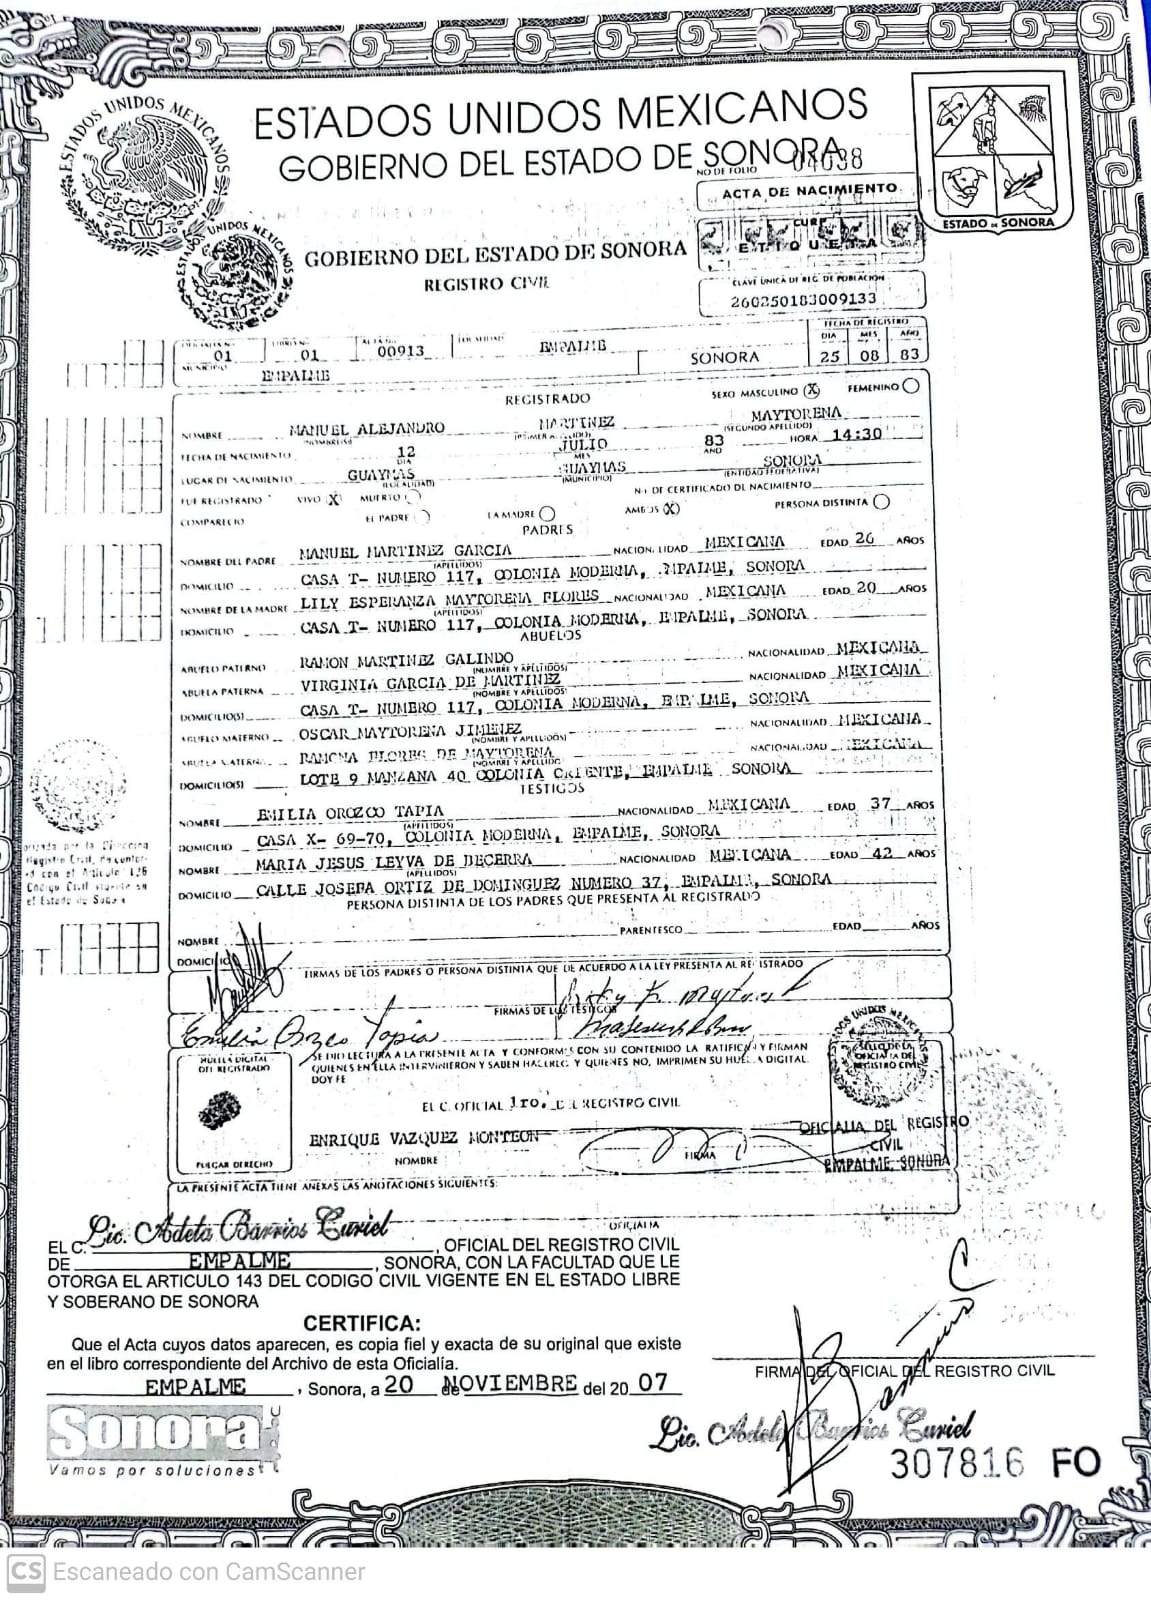 ESTADOS UNIDOS MEXICANOS
ESTADOS UNIDOS MEXICANOS
GOBIERNO DEL ESTADO DE SONORA
NO DE FOLIO
ESTADO DE SONORA
ACTA DE NACIMIENTO
CURP
ETIQUETA
ESTADOS UNIDOS MEXICANOS
GOBIERNO DEL ESTADO DE SONORA
REGISTRO CIVIL
CLAVE UNICA DE REG. DE POBLACION
260250183009133
FECHA DE REGISTRO
OFICIALIA No. LIBRO No. ACTA No. LOCALIDAD DIA MES AÑO
01 01 00913 EMPALME SONORA 25 08 83
MUNICIPIO EMPALME
REGISTRADO SEXO MASCULINO (X) FEMENINO
NOMBRE MANUEL ALEJANDRO MARTINEZ MAYTORENA
(NOMBRE(S)) (PRIMER APELLIDO) (SEGUNDO APELLIDO)
FECHA DE NACIMIENTO 12 JULIO 83 HORA 14:30
DIA MES AÑO
LUGAR DE NACIMIENTO GUAYMAS GUAYMAS SONORA
(LOCALIDAD) (MUNICIPIO) (ENTIDAD FEDERATIVA)
FUE REGISTRADO VIVO (X) MUERTO No. DE CERTIFICADO DE NACIMIENTO
COMPARECIO EL PADRE LA MADRE AMBOS (X) PERSONA DISTINTA
PADRES
NOMBRE DEL PADRE MANUEL MARTINEZ GARCIA NACIONALIDAD MEXICANA EDAD 26 AÑOS
(APELLIDOS)
DOMICILIO CASA T- NUMERO 117, COLONIA MODERNA, EMPALME, SONORA
NOMBRE DE LA MADRE LILY ESPERANZA MAYTORENA FLORES NACIONALIDAD MEXICANA EDAD 20 AÑOS
(APELLIDOS)
DOMICILIO CASA T- NUMERO 117, COLONIA MODERNA, EMPALME, SONORA
ABUELOS
ABUELO PATERNO RAMON MARTINEZ GALINDO NACIONALIDAD MEXICANA
(NOMBRE Y APELLIDOS)
ABUELA PATERNA VIRGINIA GARCIA DE MARTINEZ NACIONALIDAD MEXICANA
(NOMBRE Y APELLIDOS)
DOMICILIO(S) CASA T- NUMERO 117, COLONIA MODERNA, EMPALME, SONORA
ABUELO MATERNO OSCAR MAYTORENA JIMENEZ NACIONALIDAD MEXICANA
(NOMBRE Y APELLIDOS)
ABUELA MATERNA RAMONA FLORES DE MAYTORENA NACIONALIDAD MEXICANA
(NOMBRE Y APELLIDO)
DOMICILIO(S) LOTE 9 MANZANA 40 COLONIA ORIENTE, EMPALME SONORA
TESTIGOS
NOMBRE EMILIA OROZCO TAPIA NACIONALIDAD MEXICANA EDAD 37 AÑOS
(APELLIDOS)
DOMICILIO CASA X- 69-70, COLONIA MODERNA, EMPALME, SONORA
NOMBRE MARIA JESUS LEYVA DE BECERRA NACIONALIDAD MEXICANA EDAD 42 AÑOS
(APELLIDOS)
DOMICILIO CALLE JOSEFA ORTIZ DE DOMINGUEZ NUMERO 37, EMPALME, SONORA
Registro Civil, de confor-
d con el Artículo 126
Código Civil vigente en
el Estado de Sonora
PERSONA DISTINTA DE LOS PADRES QUE PRESENTA AL REGISTRADO
NOMBRE PARENTESCO EDAD AÑOS
DOMICILIO
FIRMAS DE LOS PADRES O PERSONA DISTINTA QUE DE ACUERDO A LA LEY PRESENTA AL REGISTRADO
FIRMAS DE LOS TESTIGOS
Emilia Orozco Tapia
HUELLA DIGITAL
DEL REGISTRADO
SE DIO LECTURA A LA PRESENTE ACTA Y CONFORMES CON SU CONTENIDO LA RATIFICAN Y FIRMAN
QUIENES EN ELLA INTERVINIERON Y SABEN HACERLO Y QUIENES NO, IMPRIMEN SU HUELLA DIGITAL.
DOY FE
ESTADOS UNIDOS MEXICANOS
SELLO DE LA
OFICIALIA DEL
REGISTRO CIVIL
EL C. OFICIAL 1ro. DEL REGISTRO CIVIL
ENRIQUE VAZQUEZ MONTEON
NOMBRE FIRMA
OFICIALIA DEL REGISTRO
CIVIL
EMPALME, SONORA
PULGAR DERECHO
LA PRESENTE ACTA TIENE ANEXAS LAS ANOTACIONES SIGUIENTES:
OFICIALIA
EL C. Lic. Adela Barrios Curiel, OFICIAL DEL REGISTRO CIVIL
DE EMPALME, SONORA, CON LA FACULTAD QUE LE
OTORGA EL ARTICULO 143 DEL CODIGO CIVIL VIGENTE EN EL ESTADO LIBRE
Y SOBERANO DE SONORA
CERTIFICA:
Que el Acta cuyos datos aparecen, es copia fiel y exacta de su original que existe
en el libro correspondiente del Archivo de esta Oficialía.
EMPALME, Sonora, a 20 de NOVIEMBRE del 2007
FIRMA DEL OFICIAL DEL REGISTRO CIVIL
Lic. Adela Barrios Curiel
Sonora
Vamos por soluciones
307816 FO
CS Escaneado con CamScanner